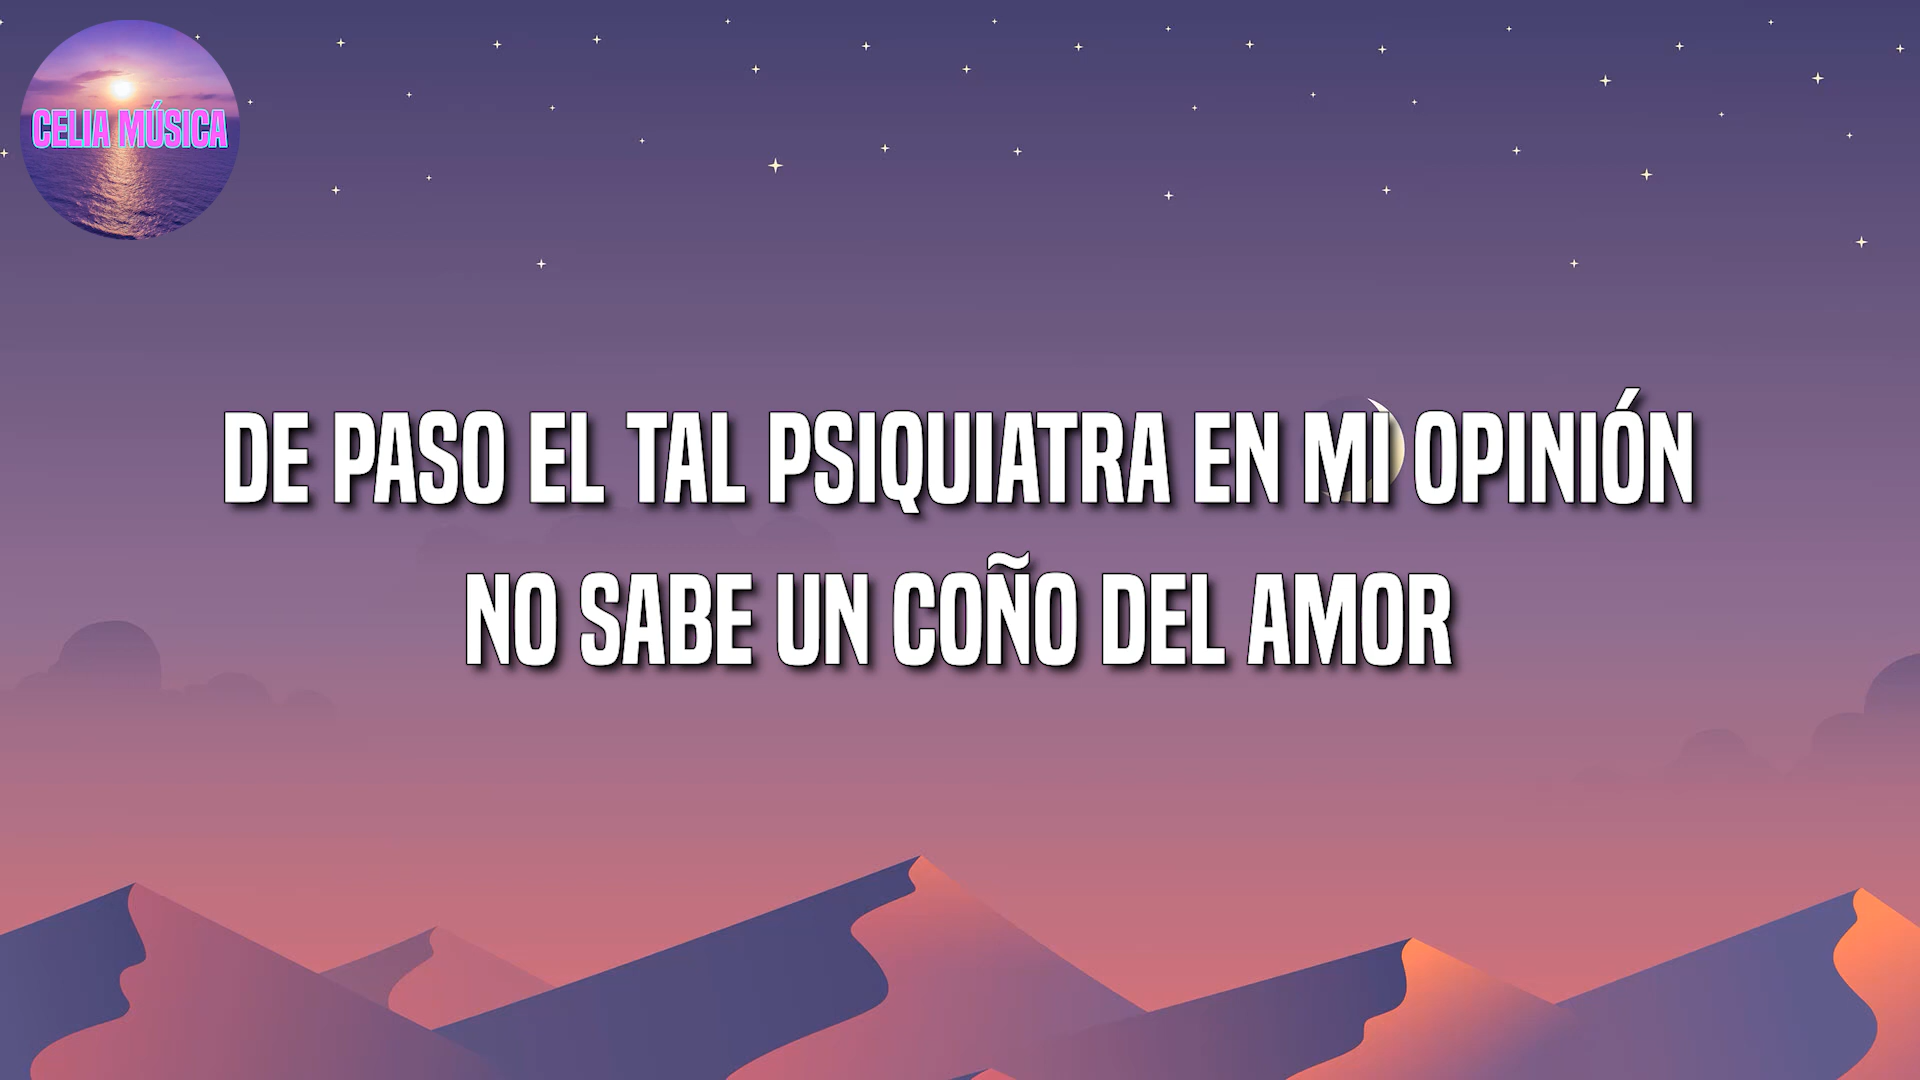 CELIA MÚSICA
DE PASO EL TAL PSIQUIATRA EN MI OPINIÓN
NO SABE UN COÑO DEL AMOR